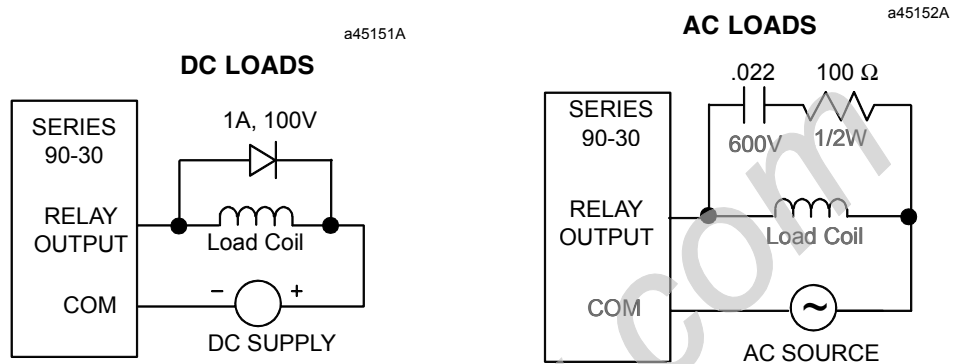 a45151A
DC LOADS
SERIES
90-30
1A, 100V
RELAY
OUTPUT
Load Coil
COM
− +
DC SUPPLY
a45152A
AC LOADS
SERIES
90-30
.022 100 Ω
600V 1/2W
RELAY
OUTPUT
Load Coil
COM
~
AC SOURCE
.com